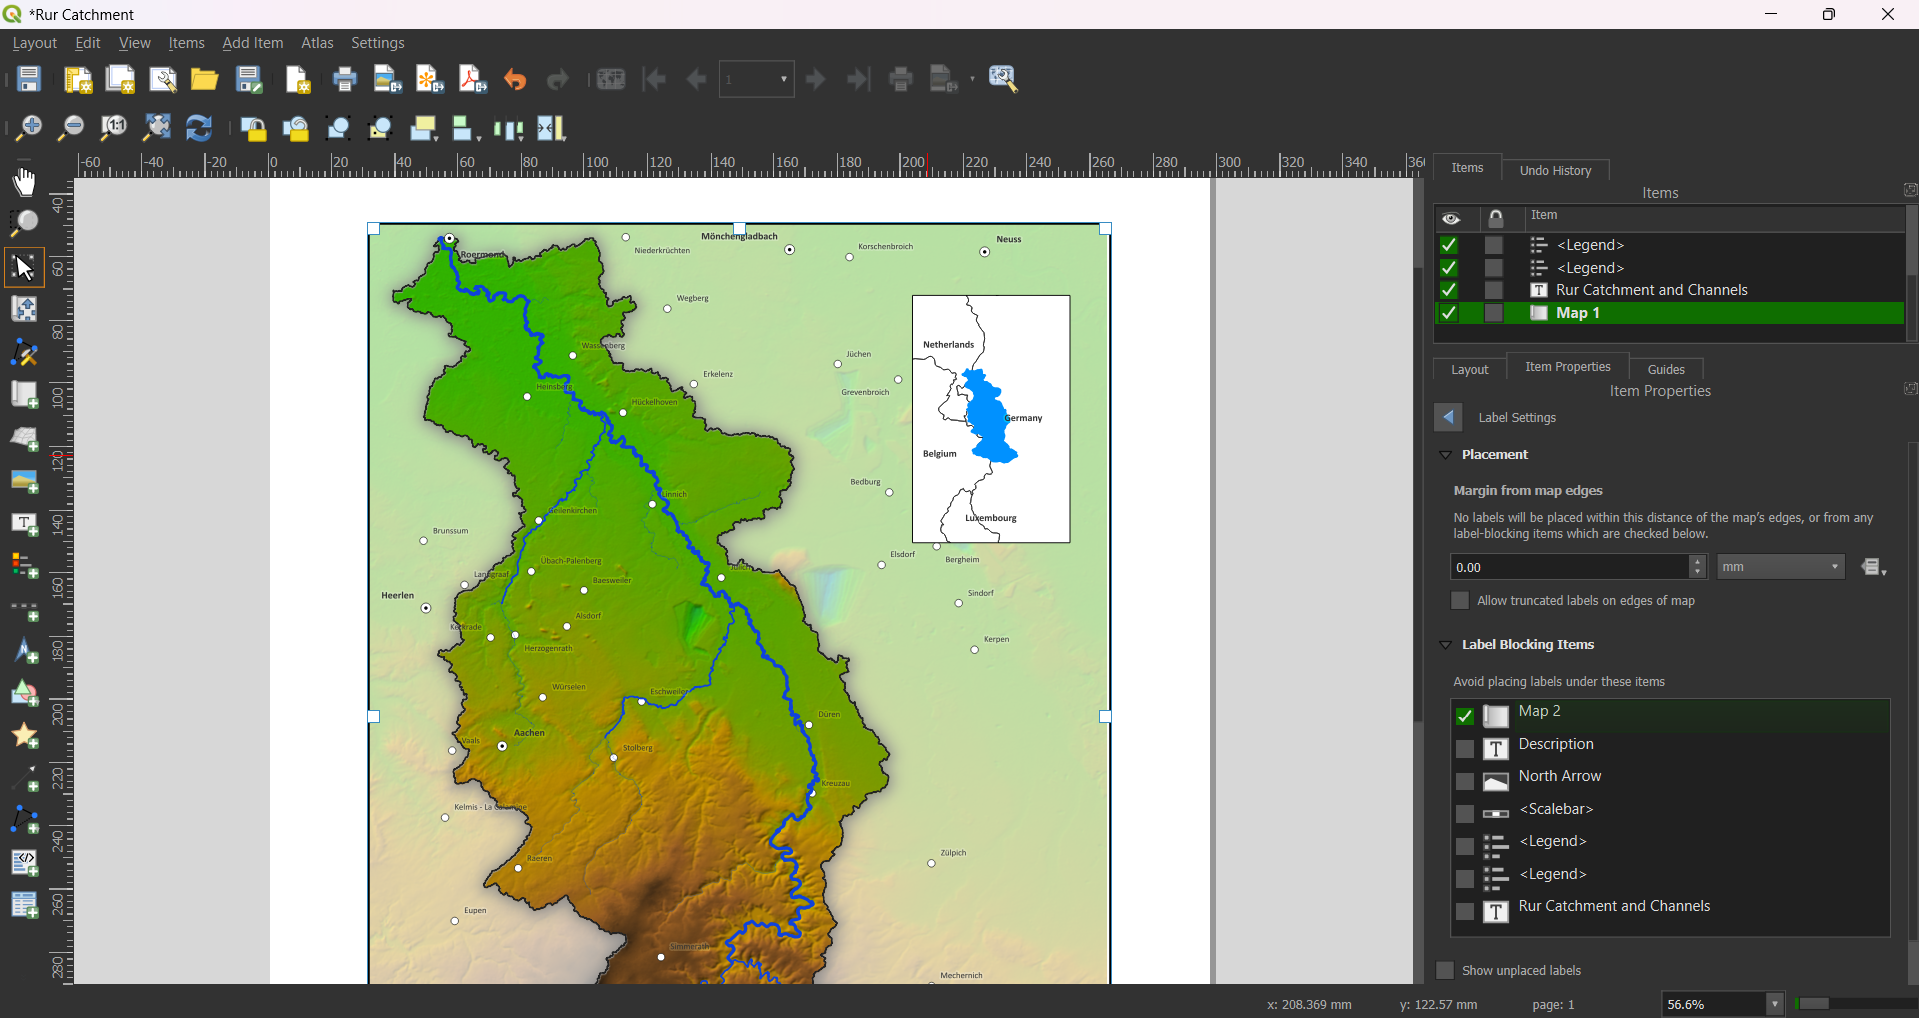 *Rur Catchment
Layout Edit View Items Add Item Atlas Settings
1
1:1
-60 -40 -20 0 20 40 60 80 100 120 140 160 180 200 220 240 260 280 300 320 340 36
40
60
80
100
120
140
160
180
200
220
240
260
280
Roermond
Niederkrüchten
Mönchengladbach
Korschenbroich
Neuss
Wegberg
Wassenberg
Jüchen
Erkelenz
Grevenbroich
Heinsberg
Hückelhoven
Netherlands
Germany
Belgium
Luxembourg
Bedburg
Linnich
Geilenkirchen
Brunssum
Elsdorf
Bergheim
Übach-Palenberg
Jülich
Landgraaf
Baesweiler
Heerlen
Sindorf
Alsdorf
Kerkrade
Kerpen
Herzogenrath
Würselen
Eschweiler
Düren
Aachen
Vaals
Stolberg
Kreuzau
Kelmis - La Calamine
Zülpich
Raeren
Eupen
Simmerath
Mechernich
Items Undo History
Items
Item
<Legend>
<Legend>
T Rur Catchment and Channels
Map 1
Layout Item Properties Guides
Item Properties
Label Settings
Placement
Margin from map edges
No labels will be placed within this distance of the map's edges, or from any
label-blocking items which are checked below.
0.00 mm
Allow truncated labels on edges of map
Label Blocking Items
Avoid placing labels under these items
Map 2
T Description
North Arrow
<Scalebar>
<Legend>
<Legend>
T Rur Catchment and Channels
Show unplaced labels
x: 208.369 mm y: 122.57 mm page: 1 56.6%